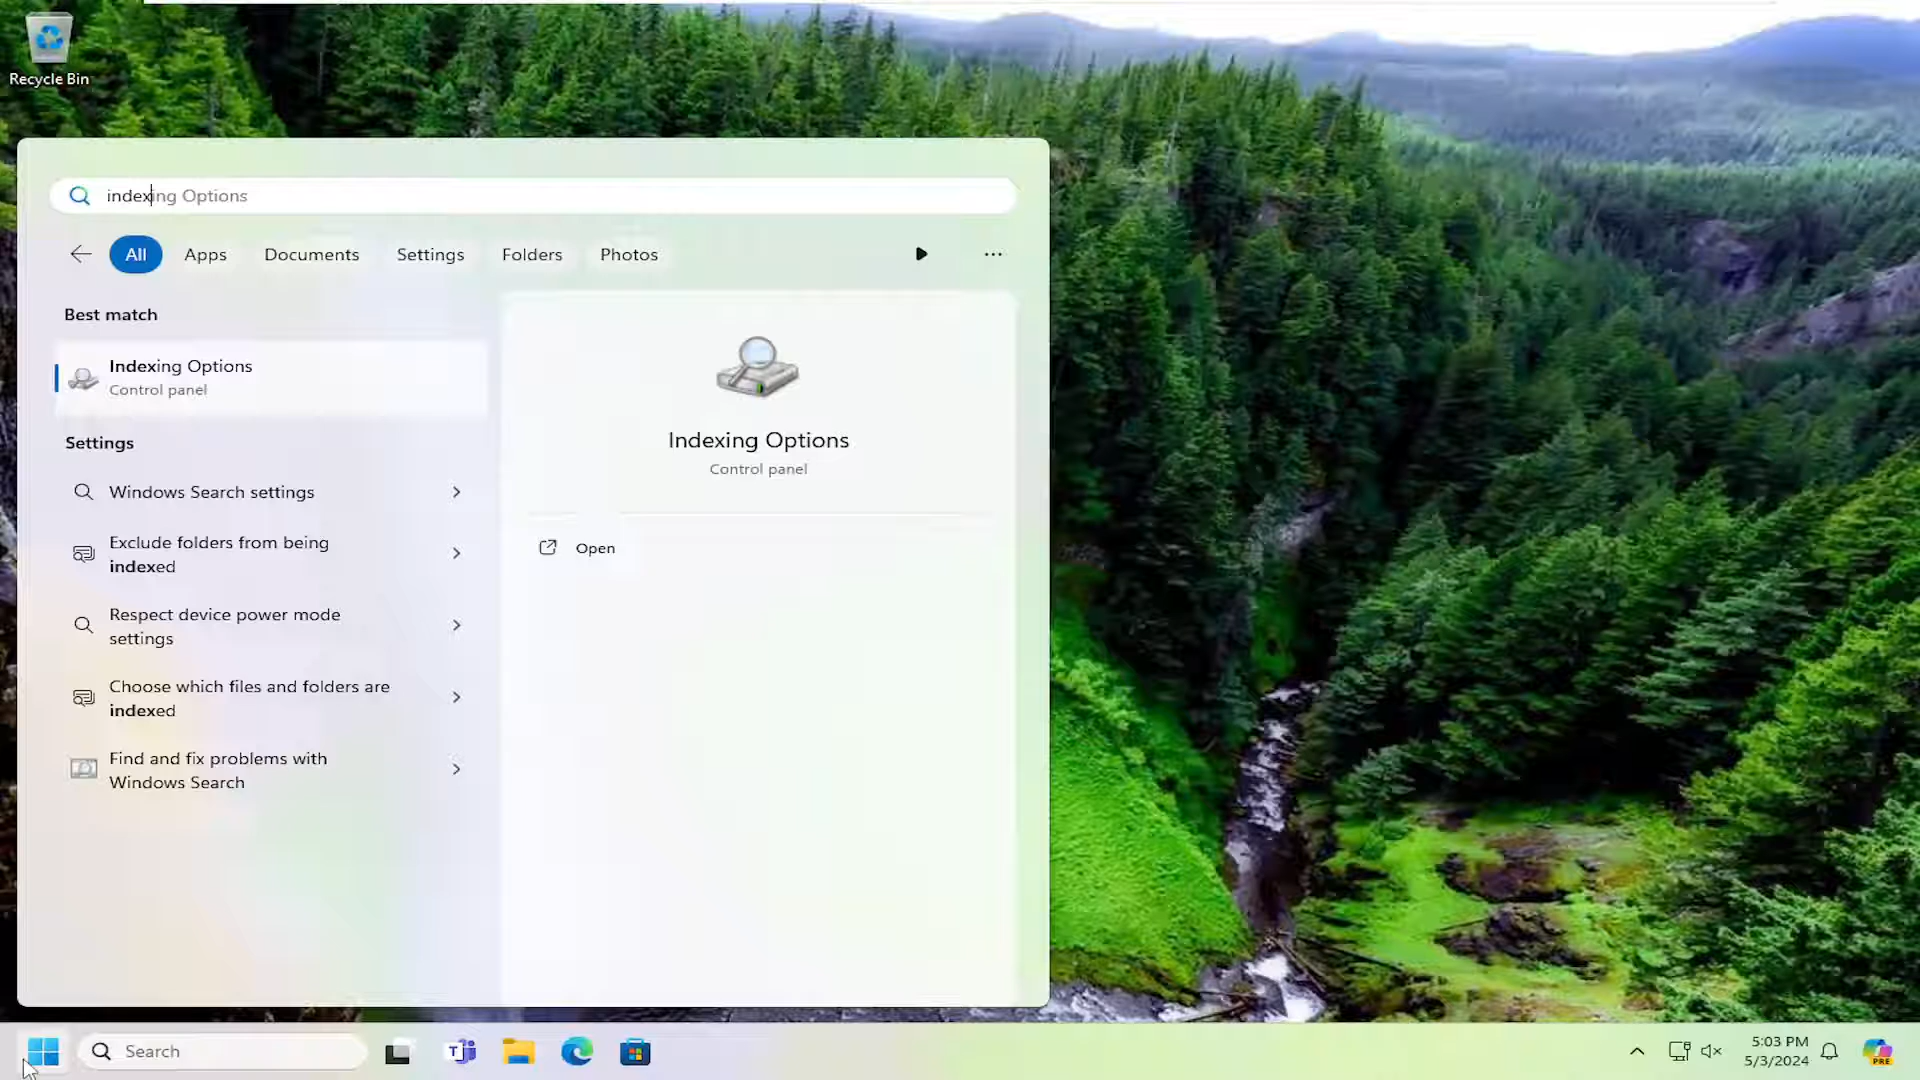 Recycle Bin
indexing Options
All Apps Documents Settings Folders Photos
Best match
Indexing Options
Control panel
Settings
Windows Search settings
Exclude folders from being
indexed
Respect device power mode
settings
Choose which files and folders are
indexed
Find and fix problems with
Windows Search
Indexing Options
Control panel
Open
Search
5:03 PM
5/3/2024
PRE